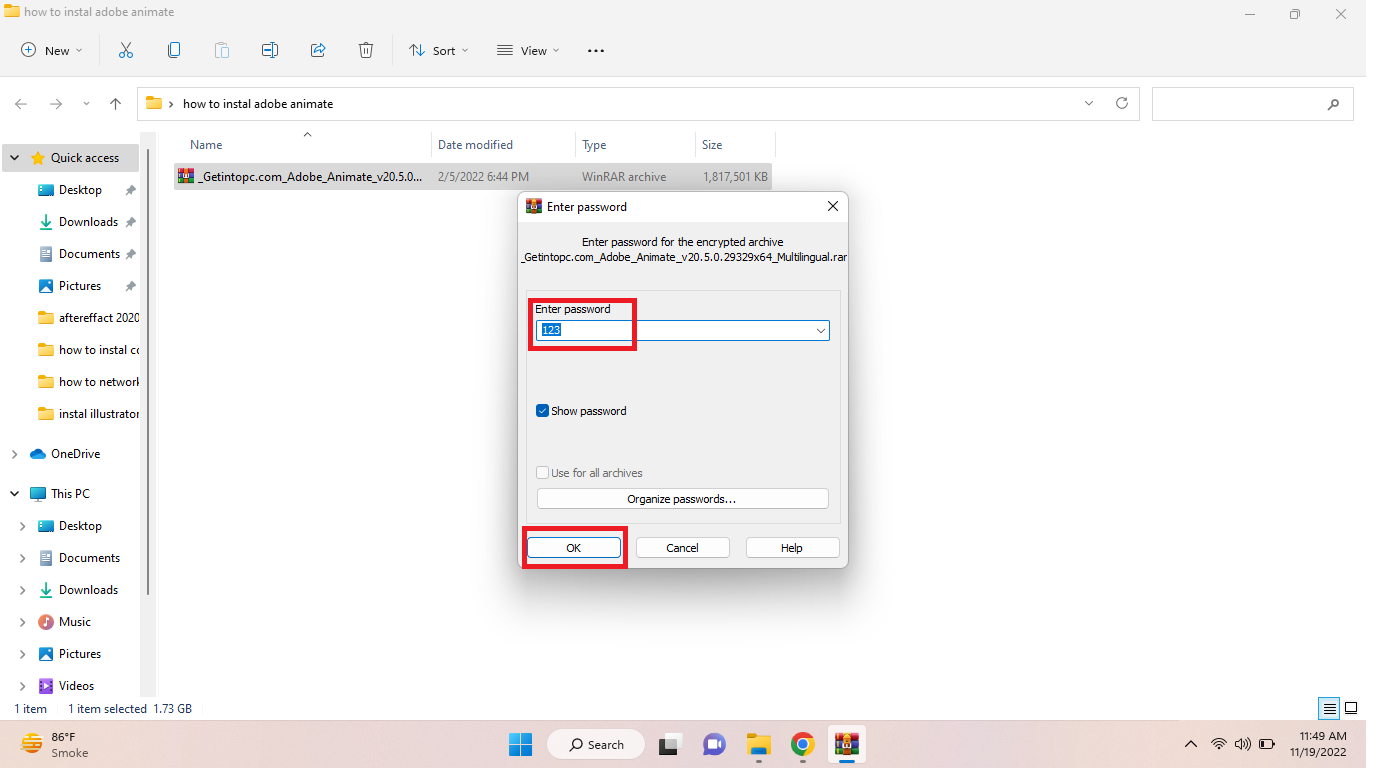 how to instal adobe animate
New
Sort
View
how to instal adobe animate
Name
Date modified
Type
Size
_Getintopc.com_Adobe_Animate_v20.5.0...
2/5/2022 6:44 PM
WinRAR archive
1,817,501 KB
Quick access
Desktop
Downloads
Documents
Pictures
aftereffact 2020
how to instal co
how to network
instal illustrator
OneDrive
This PC
Desktop
Documents
Downloads
Music
Pictures
Videos
Enter password
Enter password for the encrypted archive
_Getintopc.com_Adobe_Animate_v20.5.0.29329x64_Multilingual.rar
Enter password
123
Show password
Use for all archives
Organize passwords...
OK
Cancel
Help
1 item
1 item selected 1.73 GB
86°F
Smoke
Search
11:49 AM
11/19/2022